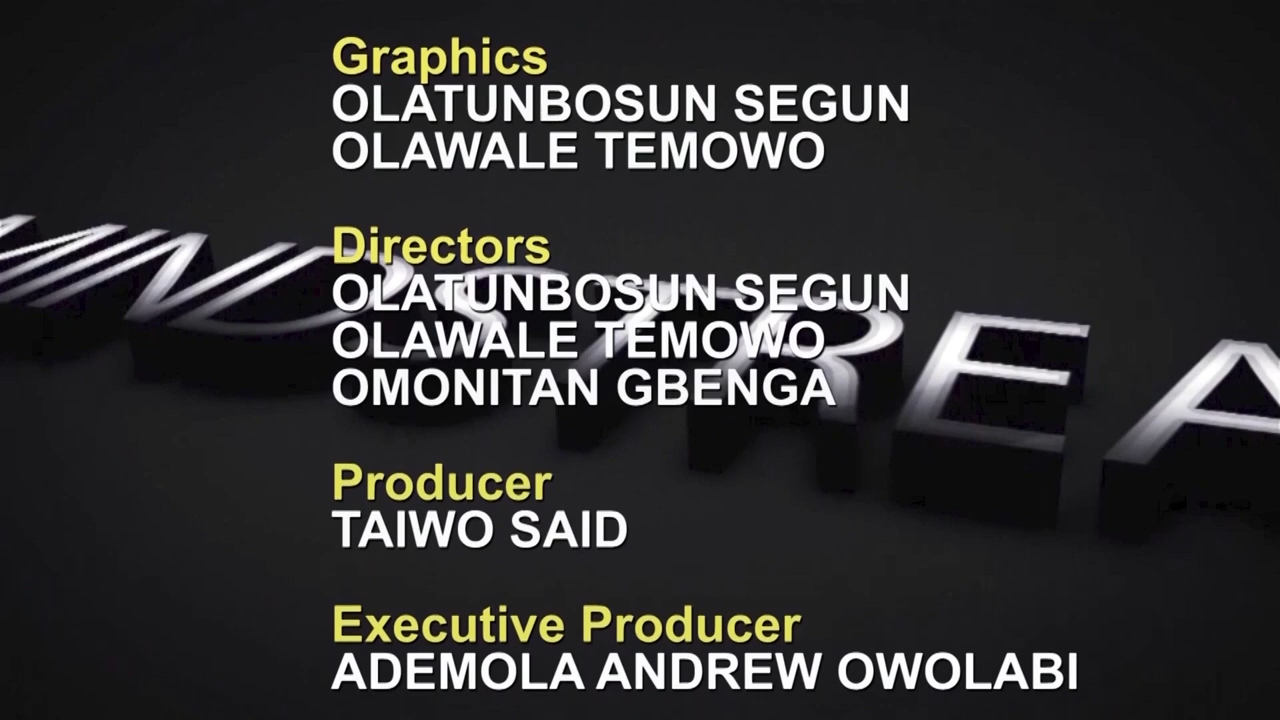 Graphics
OLATUNBOSUN SEGUN
OLAWALE TEMOWO
Directors
OLATUNBOSUN SEGUN
OLAWALE TEMOWO
OMONITAN GBENGA
Producer
TAIWO SAID
Executive Producer
ADEMOLA ANDREW OWOLABI